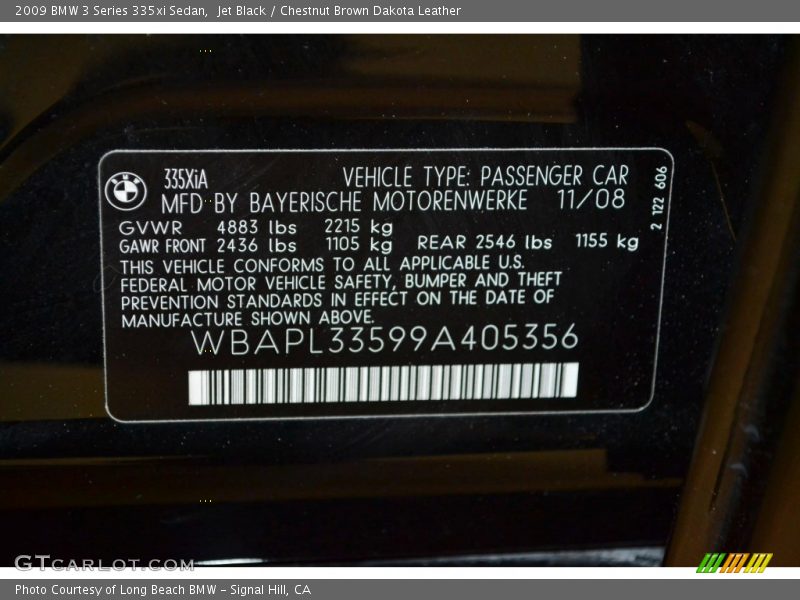 2009 BMW 3 Series 335xi Sedan,  Jet Black / Chestnut Brown Dakota Leather
BMW
335XiA VEHICLE TYPE: PASSENGER CAR
MFD BY BAYERISCHE MOTORENWERKE 11/08
GVWR 4883 lbs 2215 kg
GAWR FRONT 2436 lbs 1105 kg REAR 2546 lbs 1155 kg
THIS VEHICLE CONFORMS TO ALL APPLICABLE U.S.
FEDERAL MOTOR VEHICLE SAFETY, BUMPER AND THEFT
PREVENTION STANDARDS IN EFFECT ON THE DATE OF
MANUFACTURE SHOWN ABOVE.
WBAPL33599A405356
2 122 606
GTCARLOT.COM
Photo Courtesy of Long Beach BMW - Signal Hill, CA